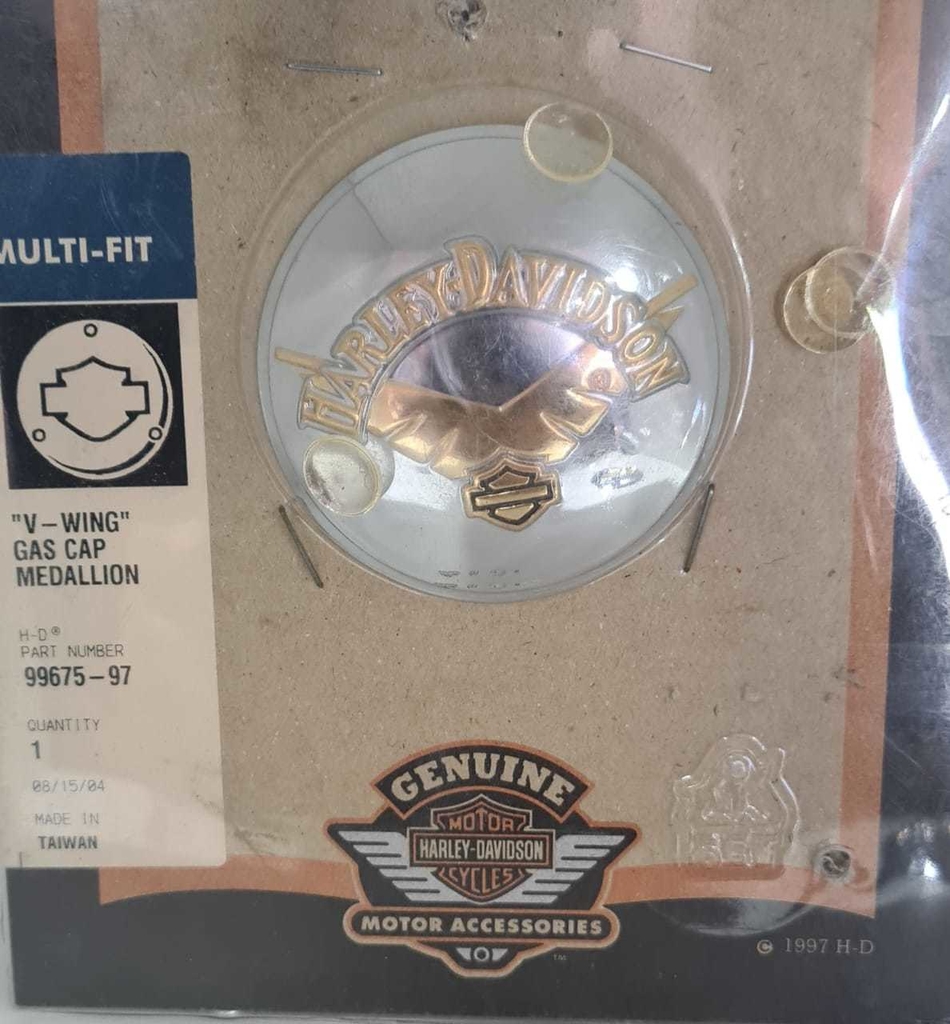 MULTI-FIT
"V-WING"
GAS CAP
MEDALLION
H-D®
PART NUMBER
99675-97
QUANTITY
1
08/15/04
MADE IN
TAIWAN
HARLEY-DAVIDSON
GENUINE
MOTOR
HARLEY-DAVIDSON
CYCLES
MOTOR ACCESSORIES
TM
© 1997 H-D